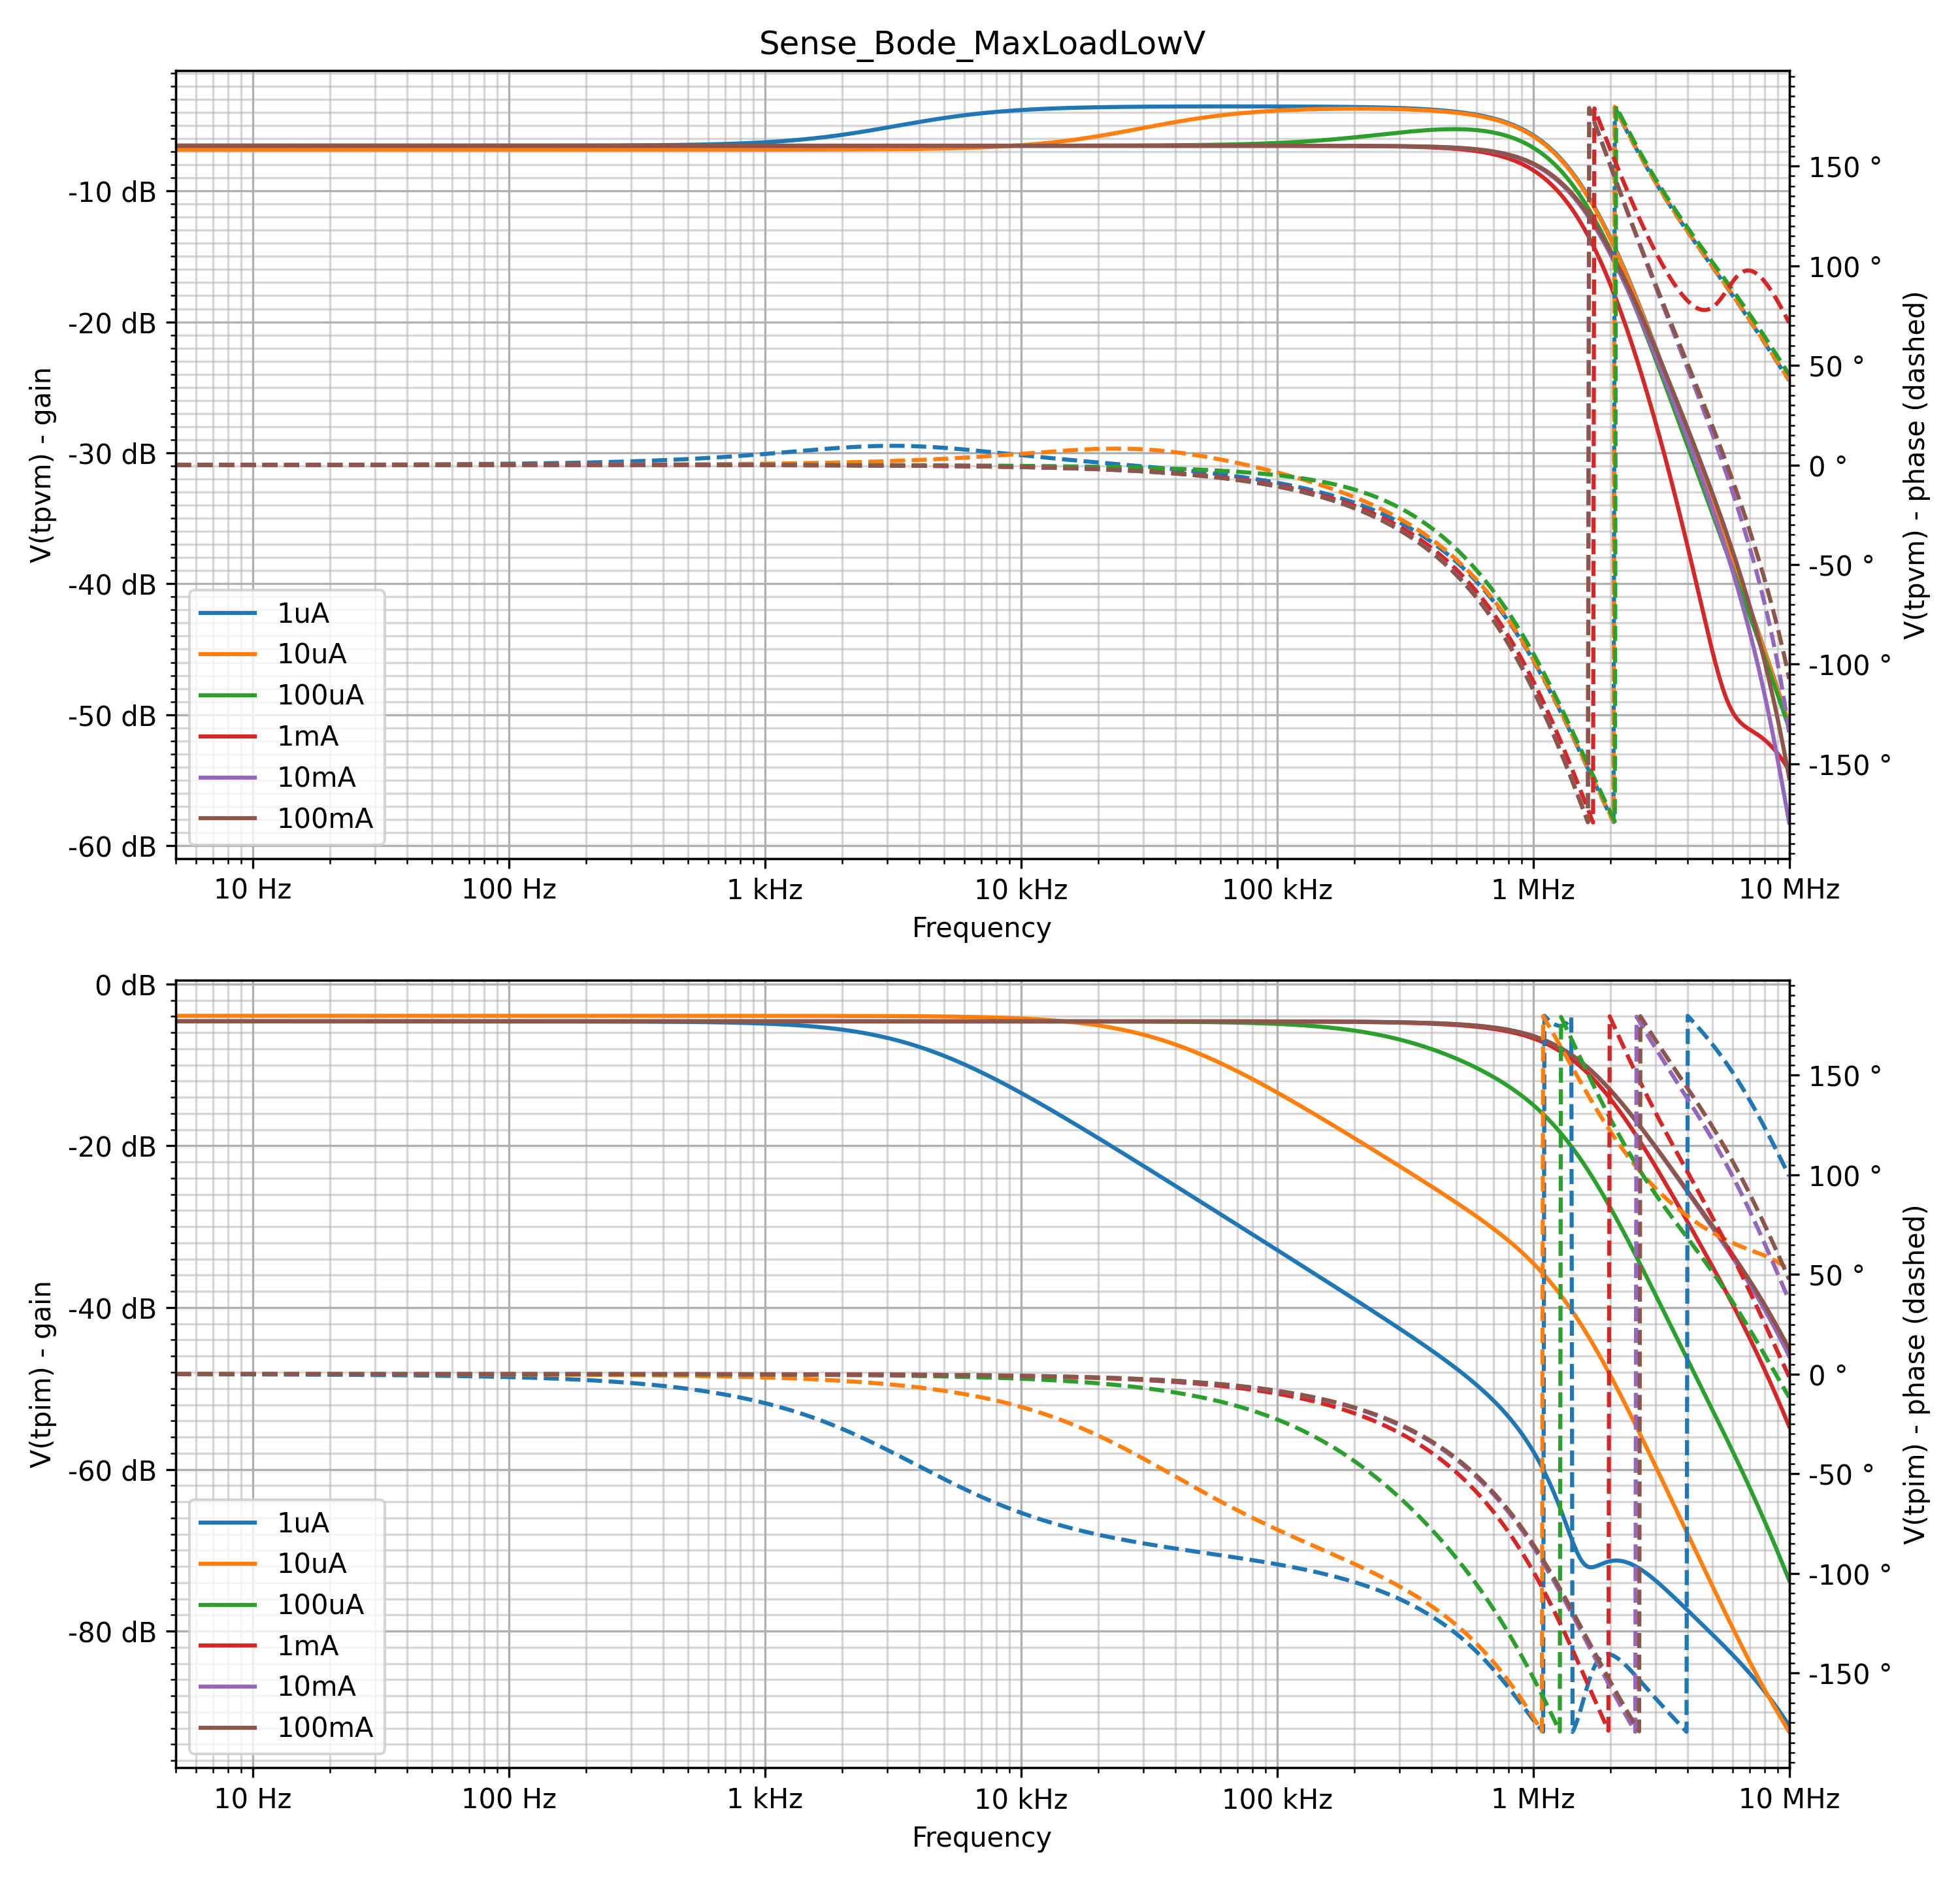 Sense_Bode_MaxLoadLowV
V(tpvm) - gain
-10 dB
-20 dB
-30 dB
-40 dB
-50 dB
-60 dB
150 °
100 °
50 °
0 °
-50 °
-100 °
-150 °
V(tpvm) - phase (dashed)
1uA
10uA
100uA
1mA
10mA
100mA
10 Hz
100 Hz
1 kHz
10 kHz
100 kHz
1 MHz
10 MHz
Frequency
V(tpim) - gain
0 dB
-20 dB
-40 dB
-60 dB
-80 dB
150 °
100 °
50 °
0 °
-50 °
-100 °
-150 °
V(tpim) - phase (dashed)
1uA
10uA
100uA
1mA
10mA
100mA
10 Hz
100 Hz
1 kHz
10 kHz
100 kHz
1 MHz
10 MHz
Frequency